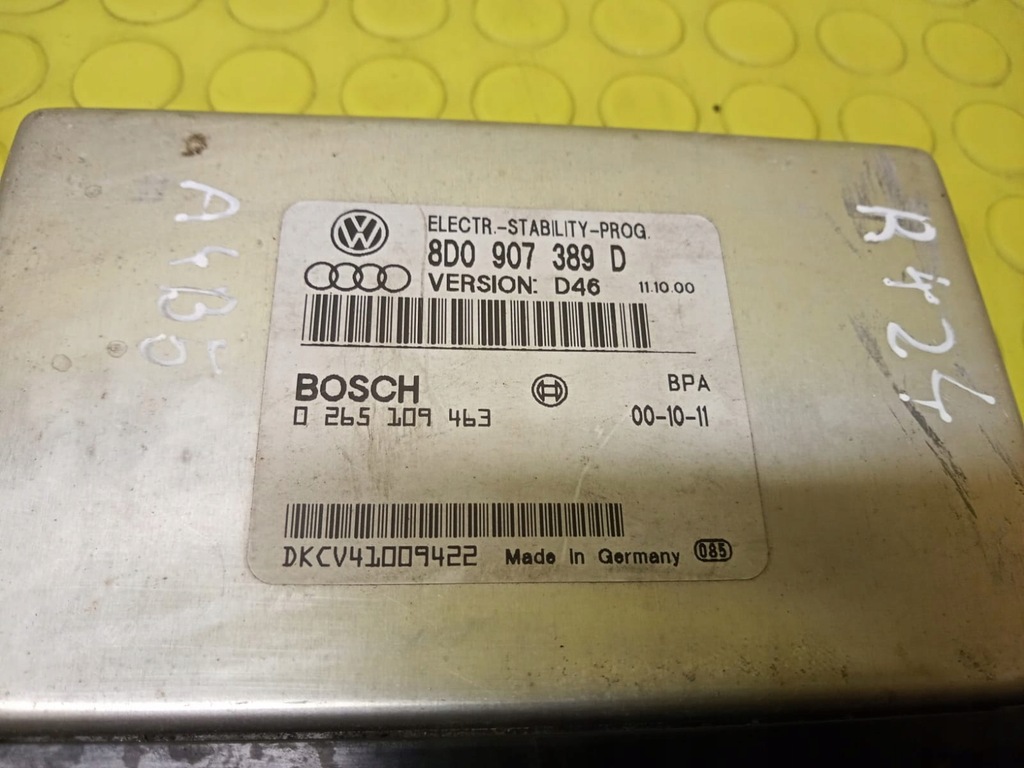 A4B5
R424
ELECTR.-STABILITY-PROG.
8D0 907 389 D
VERSION: D46 11.10.00
BOSCH BPA
0 265 109 463 00-10-11
DKCV41009422 Made in Germany 085